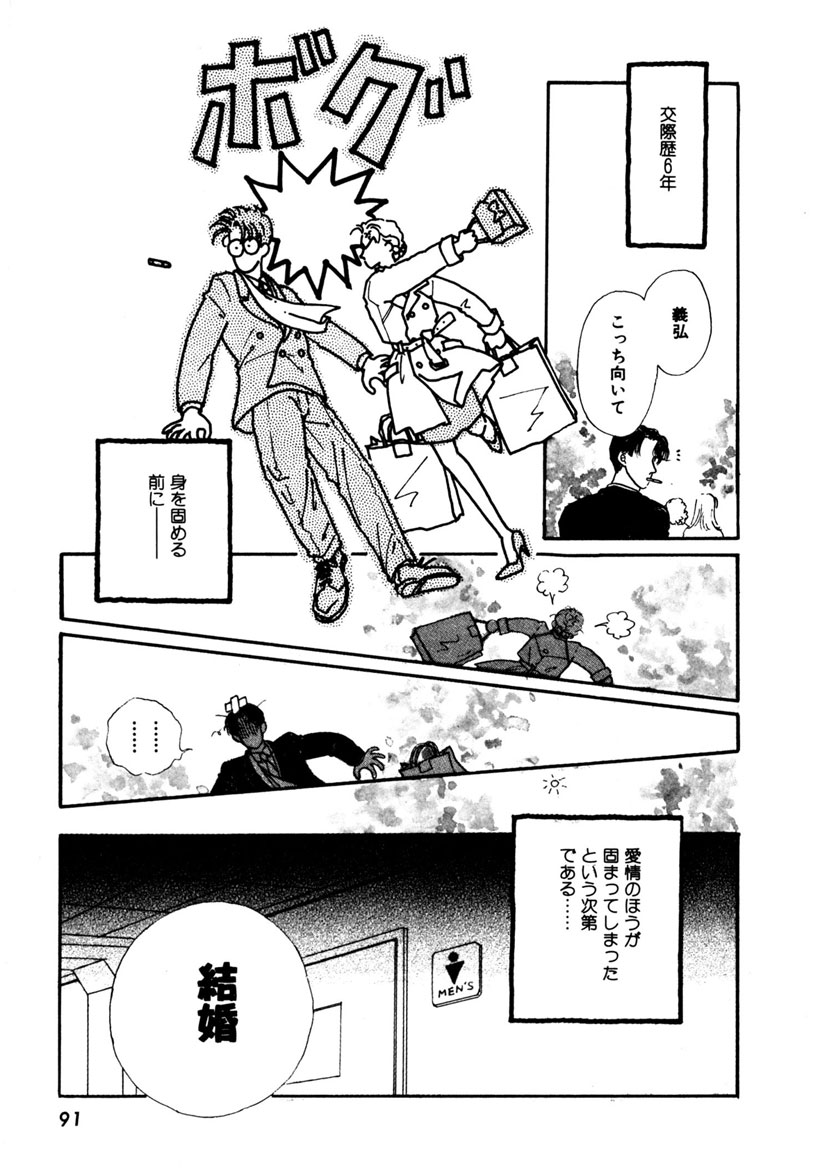 交際歴6年
義弘
こっち向いて
ボグッ
身を固める
前に──
……
……
愛情のほうが
固まってしまった
という次第
である……
MEN'S
結婚
91